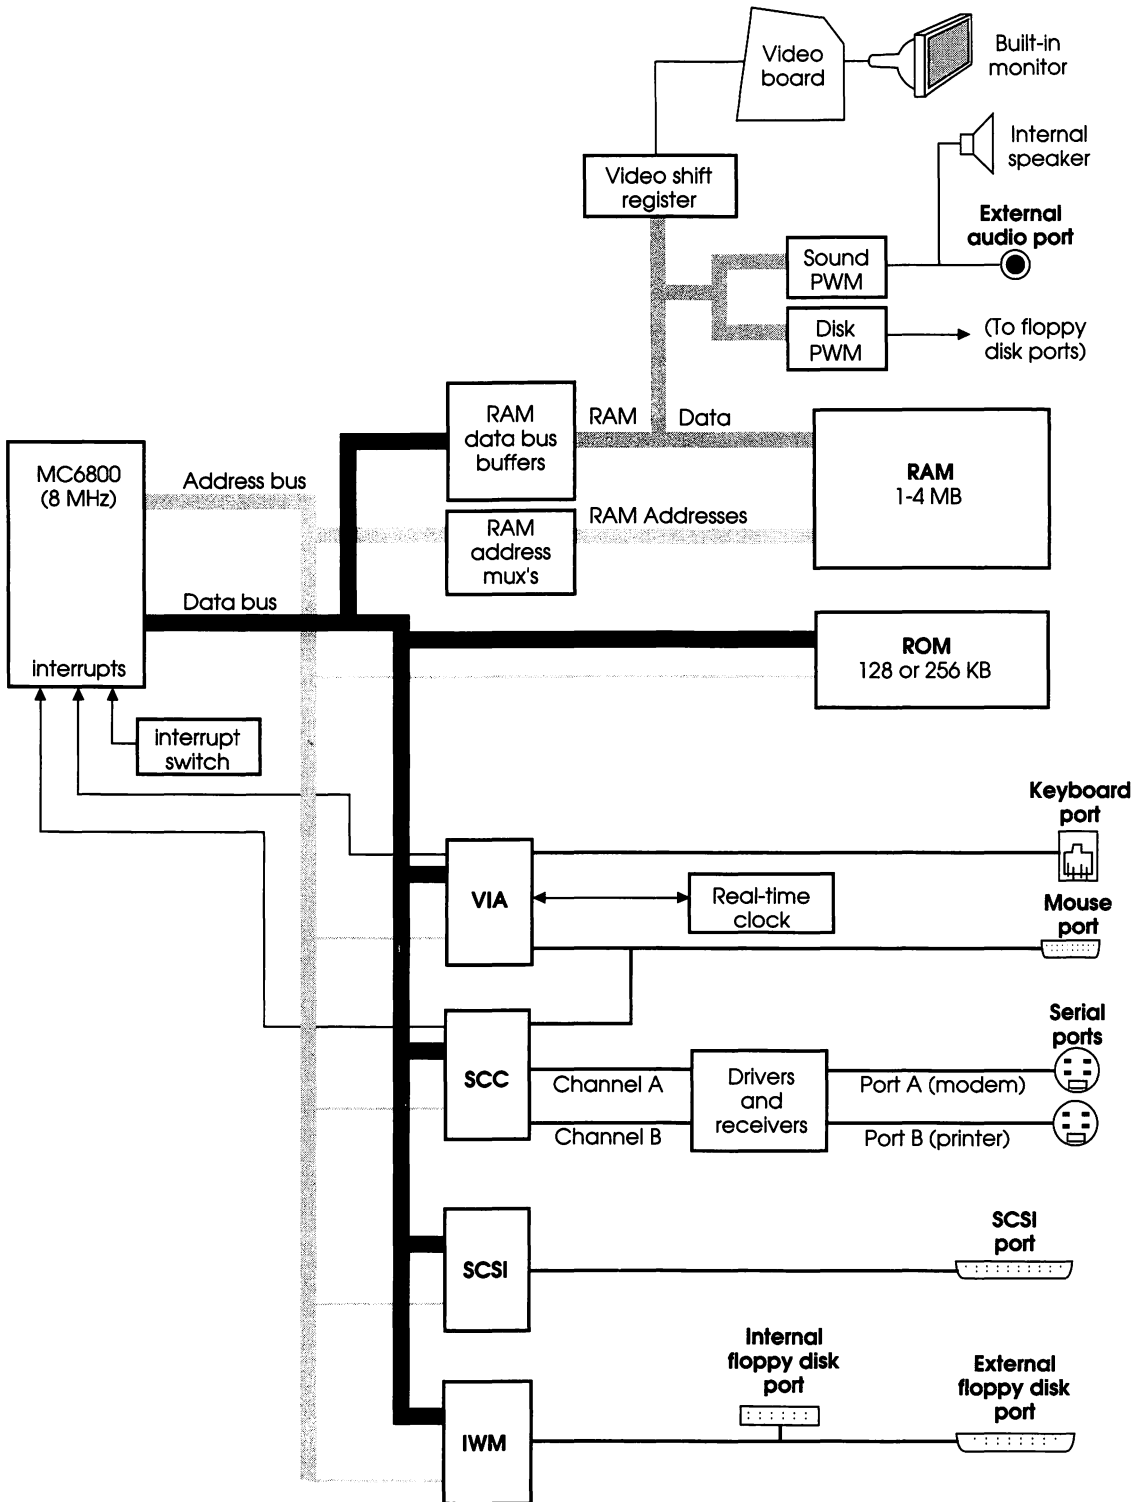 Video
board
Built-in
monitor
Internal
speaker
Video shift
register
External
audio port
Sound
PWM
Disk
PWM
(To floppy
disk ports)
RAM
data bus
buffers
RAM
Data
RAM
1-4 MB
MC6800
(8 MHz)
Address bus
RAM
address
mux's
RAM Addresses
Data bus
interrupts
ROM
128 or 256 KB
interrupt
switch
Keyboard
port
VIA
Real-time
clock
Mouse
port
Serial
ports
SCC
Channel A
Drivers
and
receivers
Port A (modem)
Channel B
Port B (printer)
SCSI
port
SCSI
Internal
floppy disk
port
External
floppy disk
port
IWM